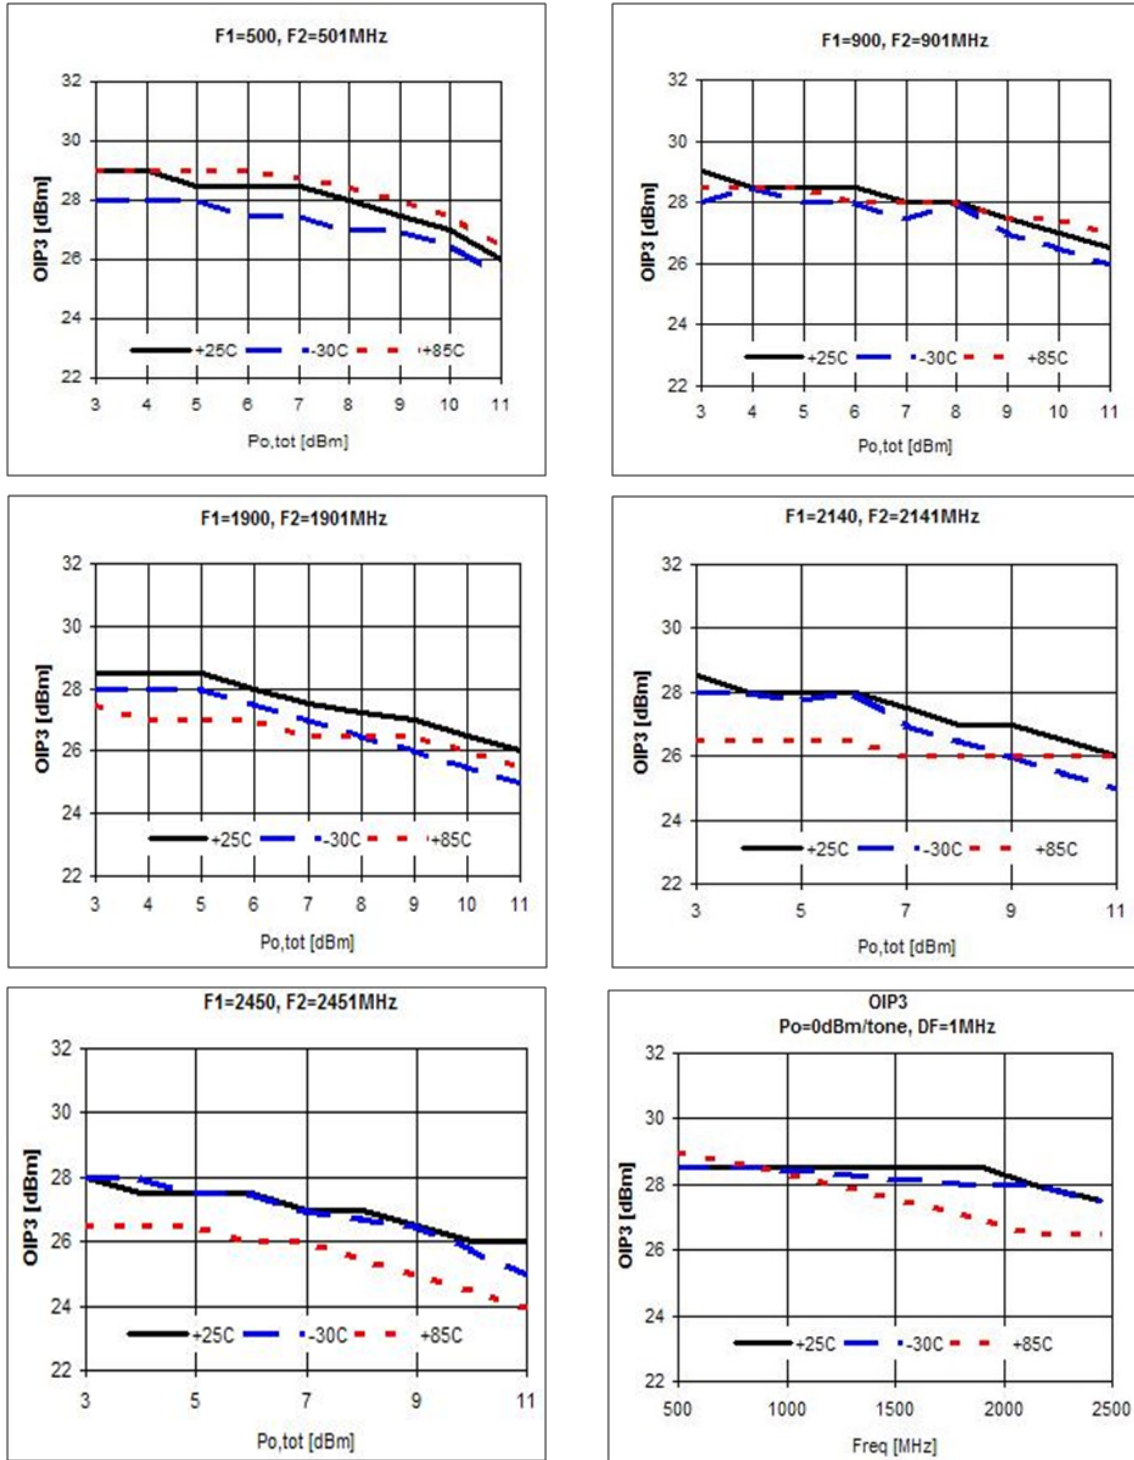 F1=500, F2=501MHz
32
30
28
26
24
22
OIP3 [dBm]
+25C -30C +85C
3 4 5 6 7 8 9 10 11
Po,tot [dBm]
F1=900, F2=901MHz
32
30
28
26
24
22
OIP3 [dBm]
+25C -30C +85C
3 4 5 6 7 8 9 10 11
Po,tot [dBm]
F1=1900, F2=1901MHz
32
30
28
26
24
22
OIP3 [dBm]
+25C -30C +85C
3 4 5 6 7 8 9 10 11
Po,tot [dBm]
F1=2140, F2=2141MHz
32
30
28
26
24
22
OIP3 [dBm]
+25C -30C +85C
3 5 7 9 11
Po,tot [dBm]
F1=2450, F2=2451MHz
32
30
28
26
24
22
OIP3 [dBm]
+25C -30C +85C
3 5 7 9 11
Po,tot [dBm]
OIP3
Po=0dBm/tone, DF=1MHz
32
30
28
26
24
22
OIP3 [dBm]
+25C -30C +85C
500 1000 1500 2000 2500
Freq [MHz]